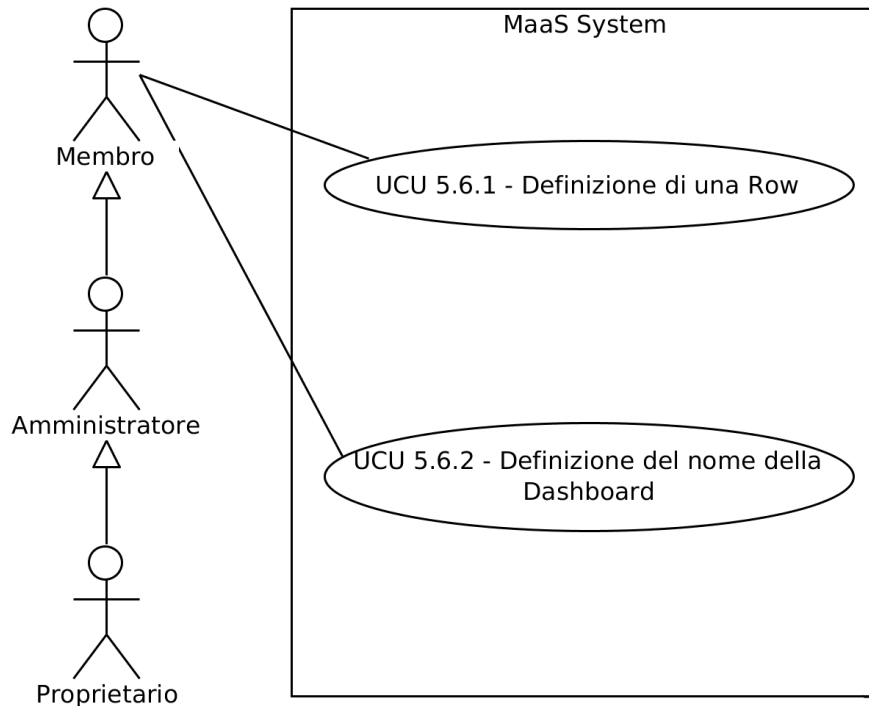 MaaS System
Membro
UCU 5.6.1 - Definizione di una Row
Amministratore
UCU 5.6.2 - Definizione del nome della
Dashboard
Proprietario